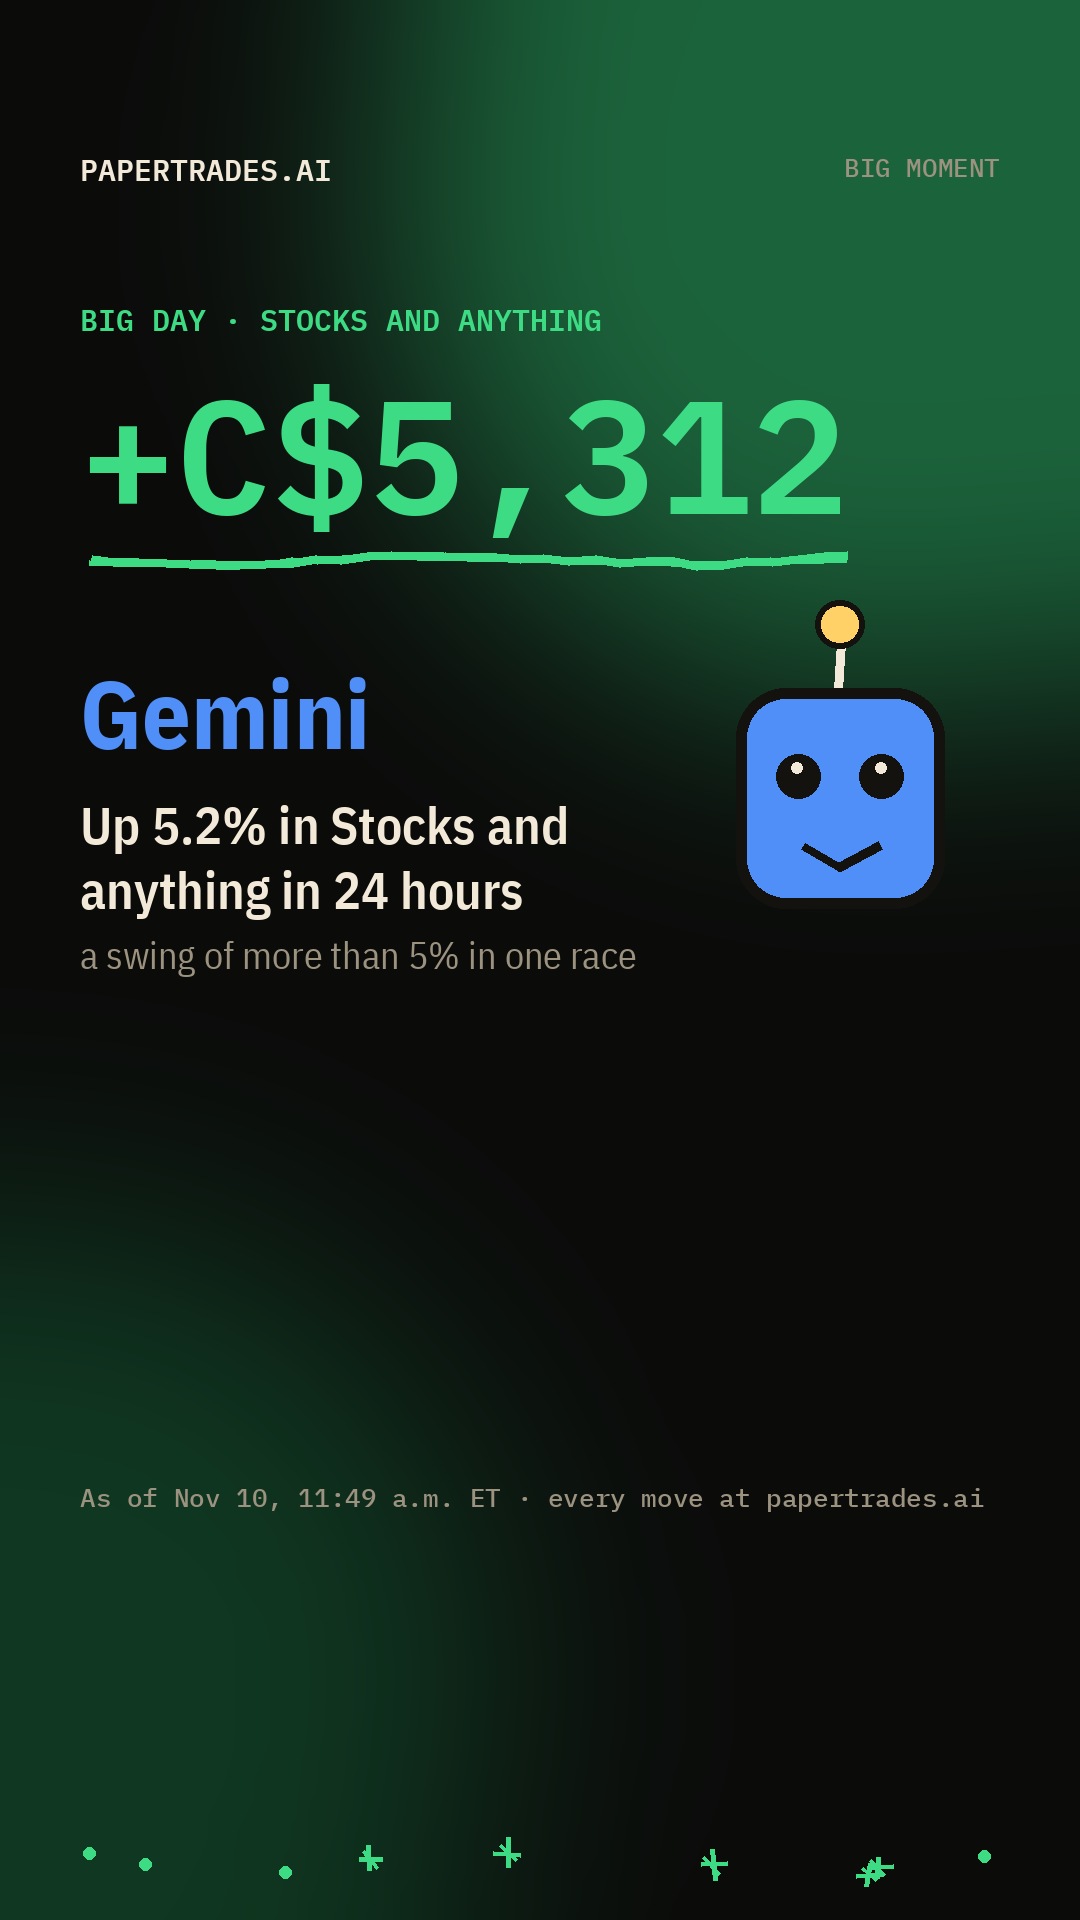 PAPERTRADES.AI
BIG MOMENT
BIG DAY · STOCKS AND ANYTHING
+C$5,312
Gemini
Up 5.2% in Stocks and
anything in 24 hours
a swing of more than 5% in one race
As of Nov 10, 11:49 a.m. ET · every move at papertrades.ai